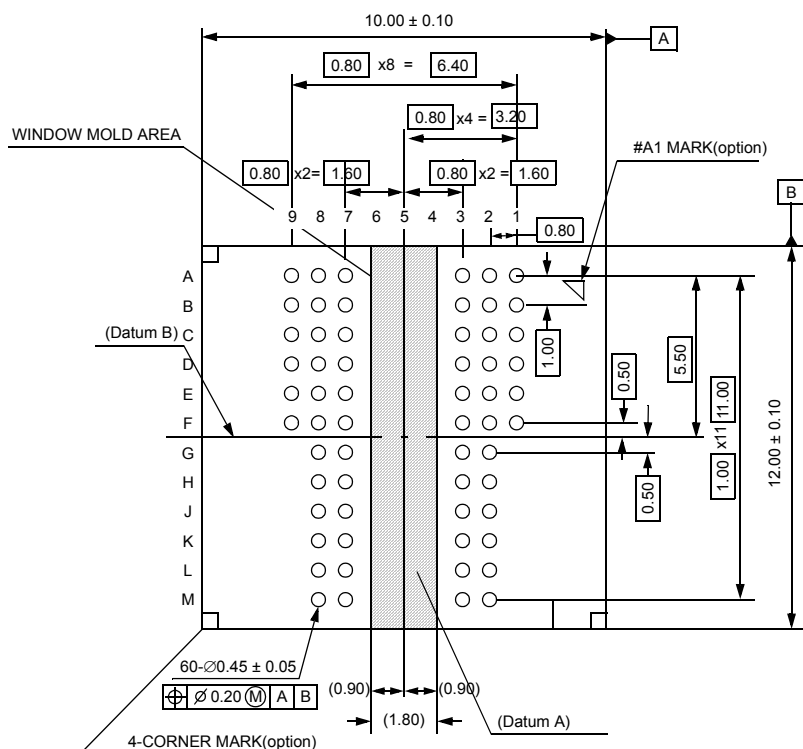 10.00 ± 0.10
A
0.80 x8 = 6.40
0.80 x4 = 3.20
WINDOW MOLD AREA
#A1 MARK(option)
0.80 x2= 1.60
0.80 x2 = 1.60
B
9 8 7 6 5 4 3 2 1
0.80
A
B
C
(Datum B)
1.00
5.50
D
0.50
E
F
1.00 x11 11.00
12.00 ± 0.10
G
0.50
H
J
K
L
M
60-∅0.45 ± 0.05
(0.90) (0.90)
⌖ ∅ 0.20 Ⓜ A B
(1.80)
(Datum A)
4-CORNER MARK(option)